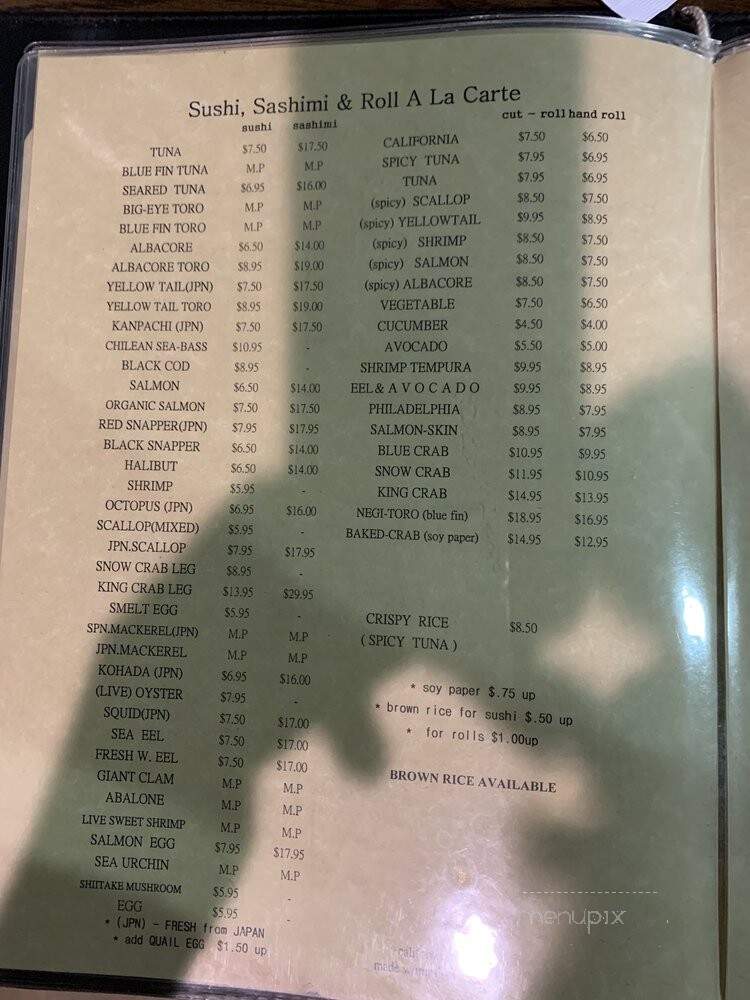 Sushi, Sashimi & Roll A La Carte
sushi sashimi
TUNA $7.50 $17.50
BLUE FIN TUNA M.P M.P
SEARED TUNA $6.95 $16.00
BIG-EYE TORO M.P M.P
BLUE FIN TORO M.P M.P
ALBACORE $6.50 $14.00
ALBACORE TORO $8.95 $19.00
YELLOW TAIL(JPN) $7.50 $17.50
YELLOW TAIL TORO $8.95 $19.00
KANPACHI (JPN) $7.50 $17.50
CHILEAN SEA-BASS $10.95 -
BLACK COD $8.95 -
SALMON $6.50 $14.00
ORGANIC SALMON $7.50 $17.50
RED SNAPPER(JPN) $7.95 $17.95
BLACK SNAPPER $6.50 $14.00
HALIBUT $6.50 $14.00
SHRIMP $5.95 -
OCTOPUS (JPN) $6.95 $16.00
SCALLOP(MIXED) $5.95 -
JPN.SCALLOP $7.95 $17.95
SNOW CRAB LEG $8.95 -
KING CRAB LEG $13.95 $29.95
SMELT EGG $5.95 -
SPN.MACKEREL(JPN) M.P M.P
JPN.MACKEREL M.P M.P
KOHADA (JPN) $6.95 $16.00
(LIVE) OYSTER $7.95 -
SQUID(JPN) $7.50 $17.00
SEA EEL $7.50 $17.00
FRESH W. EEL $7.50 $17.00
GIANT CLAM M.P M.P
ABALONE M.P M.P
LIVE SWEET SHRIMP M.P M.P
SALMON EGG $7.95 $17.95
SEA URCHIN M.P M.P
SHIITAKE MUSHROOM $5.95 -
EGG $5.95 -
* (JPN) - FRESH from JAPAN
* add QUAIL EGG $1.50 up
cut - roll hand roll
CALIFORNIA $7.50 $6.50
SPICY TUNA $7.95 $6.95
TUNA $7.95 $6.95
(spicy) SCALLOP $8.50 $7.50
(spicy) YELLOWTAIL $9.95 $8.95
(spicy) SHRIMP $8.50 $7.50
(spicy) SALMON $8.50 $7.50
(spicy) ALBACORE $8.50 $7.50
VEGETABLE $7.50 $6.50
CUCUMBER $4.50 $4.00
AVOCADO $5.50 $5.00
SHRIMP TEMPURA $9.95 $8.95
EEL & AVOCADO $9.95 $8.95
PHILADELPHIA $8.95 $7.95
SALMON-SKIN $8.95 $7.95
BLUE CRAB $10.95 $9.95
SNOW CRAB $11.95 $10.95
KING CRAB $14.95 $13.95
NEGI-TORO (blue fin) $18.95 $16.95
BAKED-CRAB (soy paper) $14.95 $12.95
CRISPY RICE $8.50
( SPICY TUNA )
* soy paper $.75 up
* brown rice for sushi $.50 up
* for rolls $1.00up
BROWN RICE AVAILABLE
menupix
made